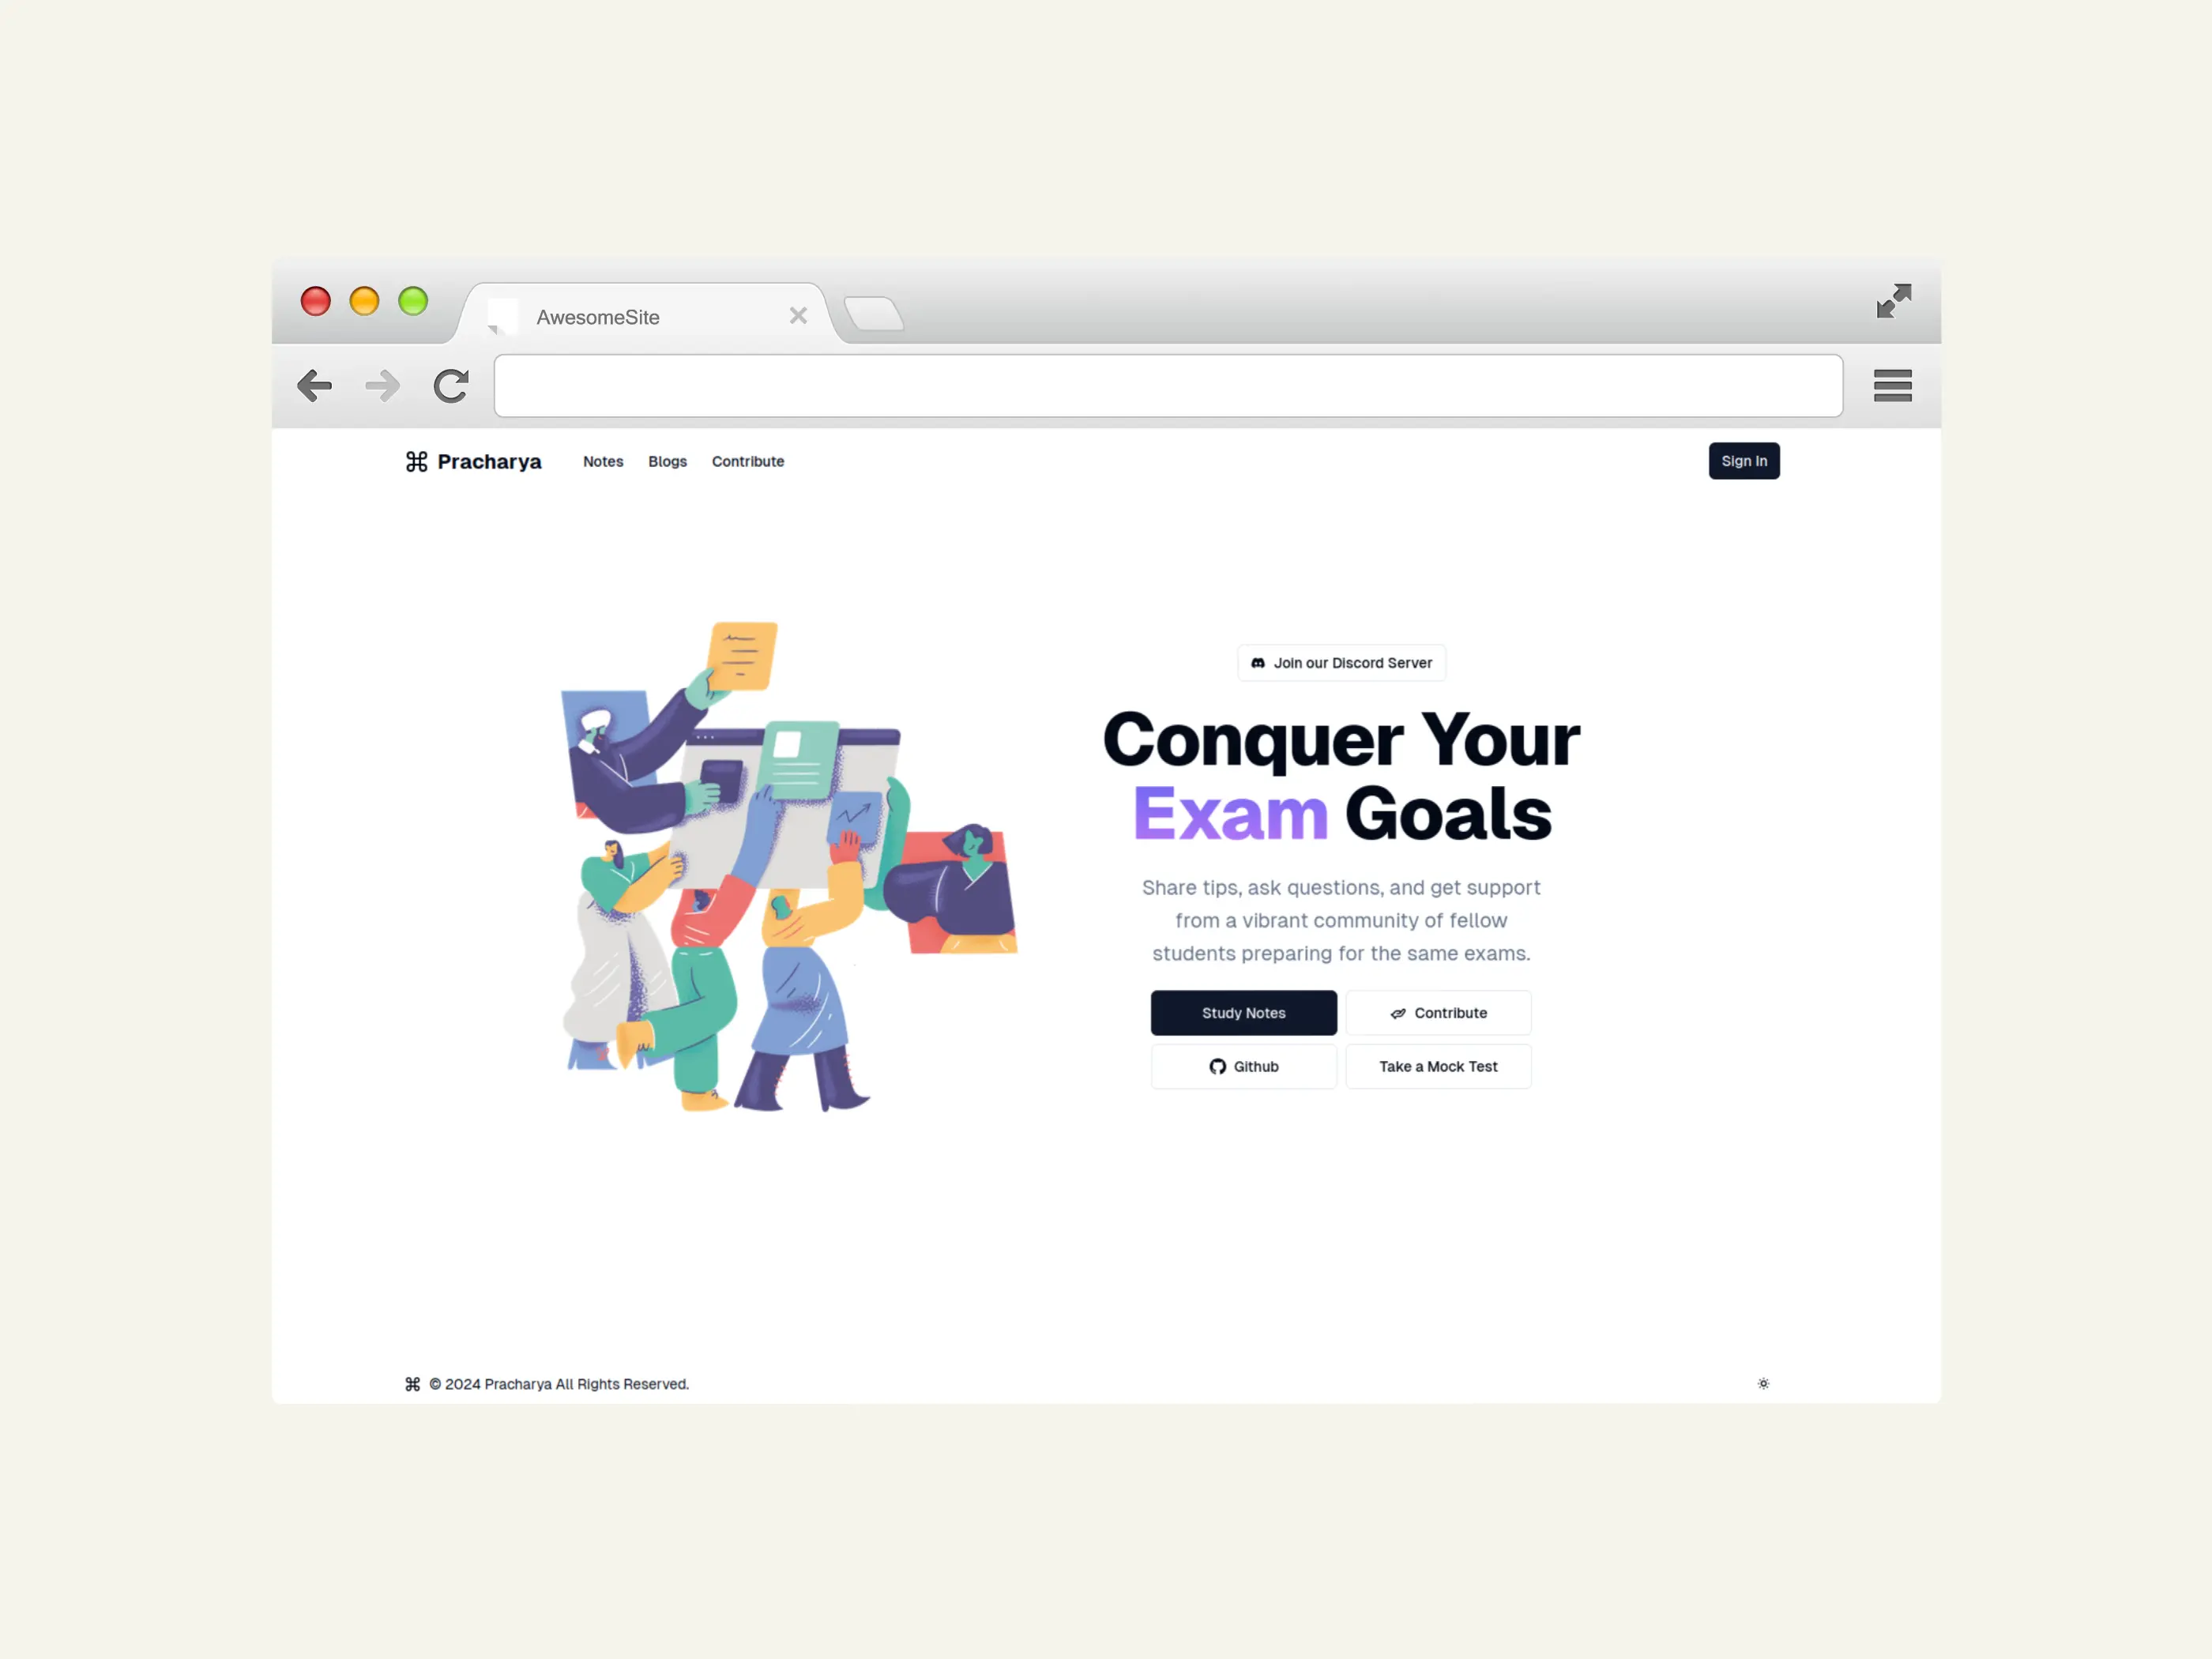 AwesomeSite
Pracharya Notes Blogs Contribute Sign In
Join our Discord Server
Conquer Your
Exam Goals
Share tips, ask questions, and get support
from a vibrant community of fellow
students preparing for the same exams.
Study Notes Contribute
Github Take a Mock Test
© 2024 Pracharya All Rights Reserved.